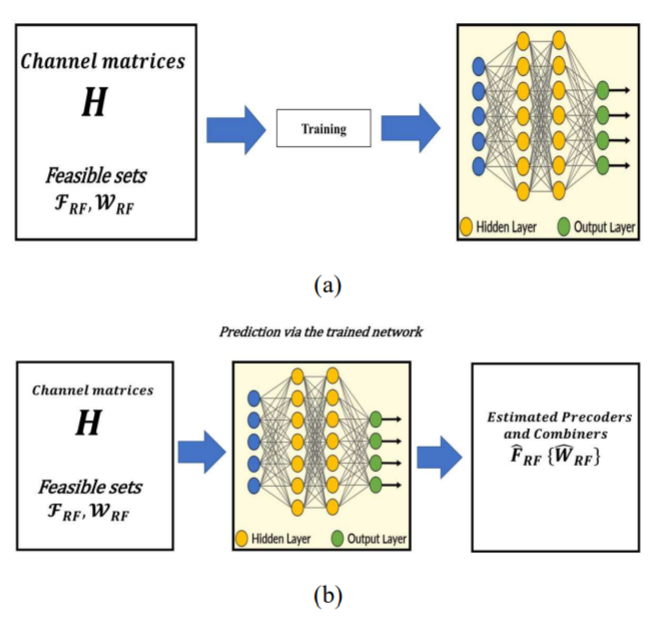 Channel matrices
H
Feasible sets
ℱ_RF, 𝒲_RF
Training
Hidden Layer
Output Layer
(a)
Prediction via the trained network
Channel matrices
H
Feasible sets
ℱ_RF, 𝒲_RF
Hidden Layer
Output Layer
Estimated Precoders
and Combiners
F̂_RF {Ŵ_RF}
(b)